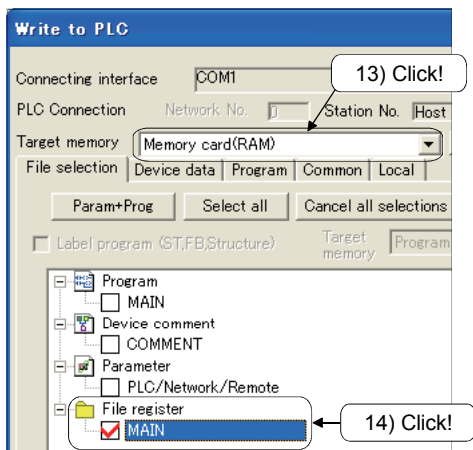 Write to PLC
Connecting interface COM1
13) Click!
PLC Connection Network No. 0 Station No. Host
Target memory Memory card(RAM)
File selection Device data Program Common Local
Param+Prog Select all Cancel all selections
Label program (ST,FB,Structure) Target memory Program
Program
MAIN
Device comment
COMMENT
Parameter
PLC/Network/Remote
File register
MAIN
14) Click!